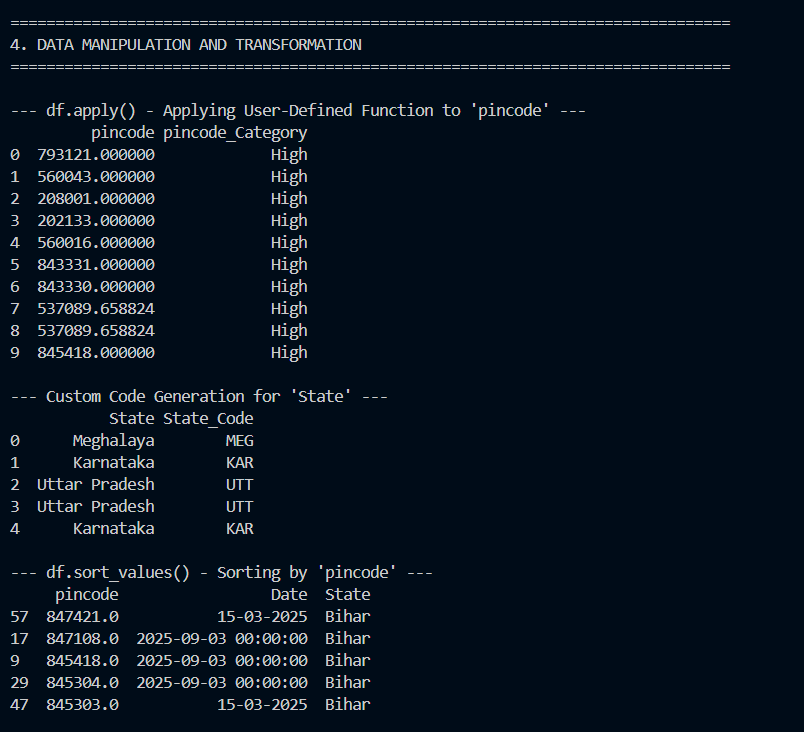 ================================================================================
4. DATA MANIPULATION AND TRANSFORMATION
================================================================================
--- df.apply() - Applying User-Defined Function to 'pincode' ---
         pincode pincode_Category
0  793121.000000             High
1  560043.000000             High
2  208001.000000             High
3  202133.000000             High
4  560016.000000             High
5  843331.000000             High
6  843330.000000             High
7  537089.658824             High
8  537089.658824             High
9  845418.000000             High
--- Custom Code Generation for 'State' ---
           State State_Code
0      Meghalaya        MEG
1      Karnataka        KAR
2  Uttar Pradesh        UTT
3  Uttar Pradesh        UTT
4      Karnataka        KAR
--- df.sort_values() - Sorting by 'pincode' ---
     pincode                 Date  State
57  847421.0           15-03-2025  Bihar
17  847108.0  2025-09-03 00:00:00  Bihar
9   845418.0  2025-09-03 00:00:00  Bihar
29  845304.0  2025-09-03 00:00:00  Bihar
47  845303.0           15-03-2025  Bihar